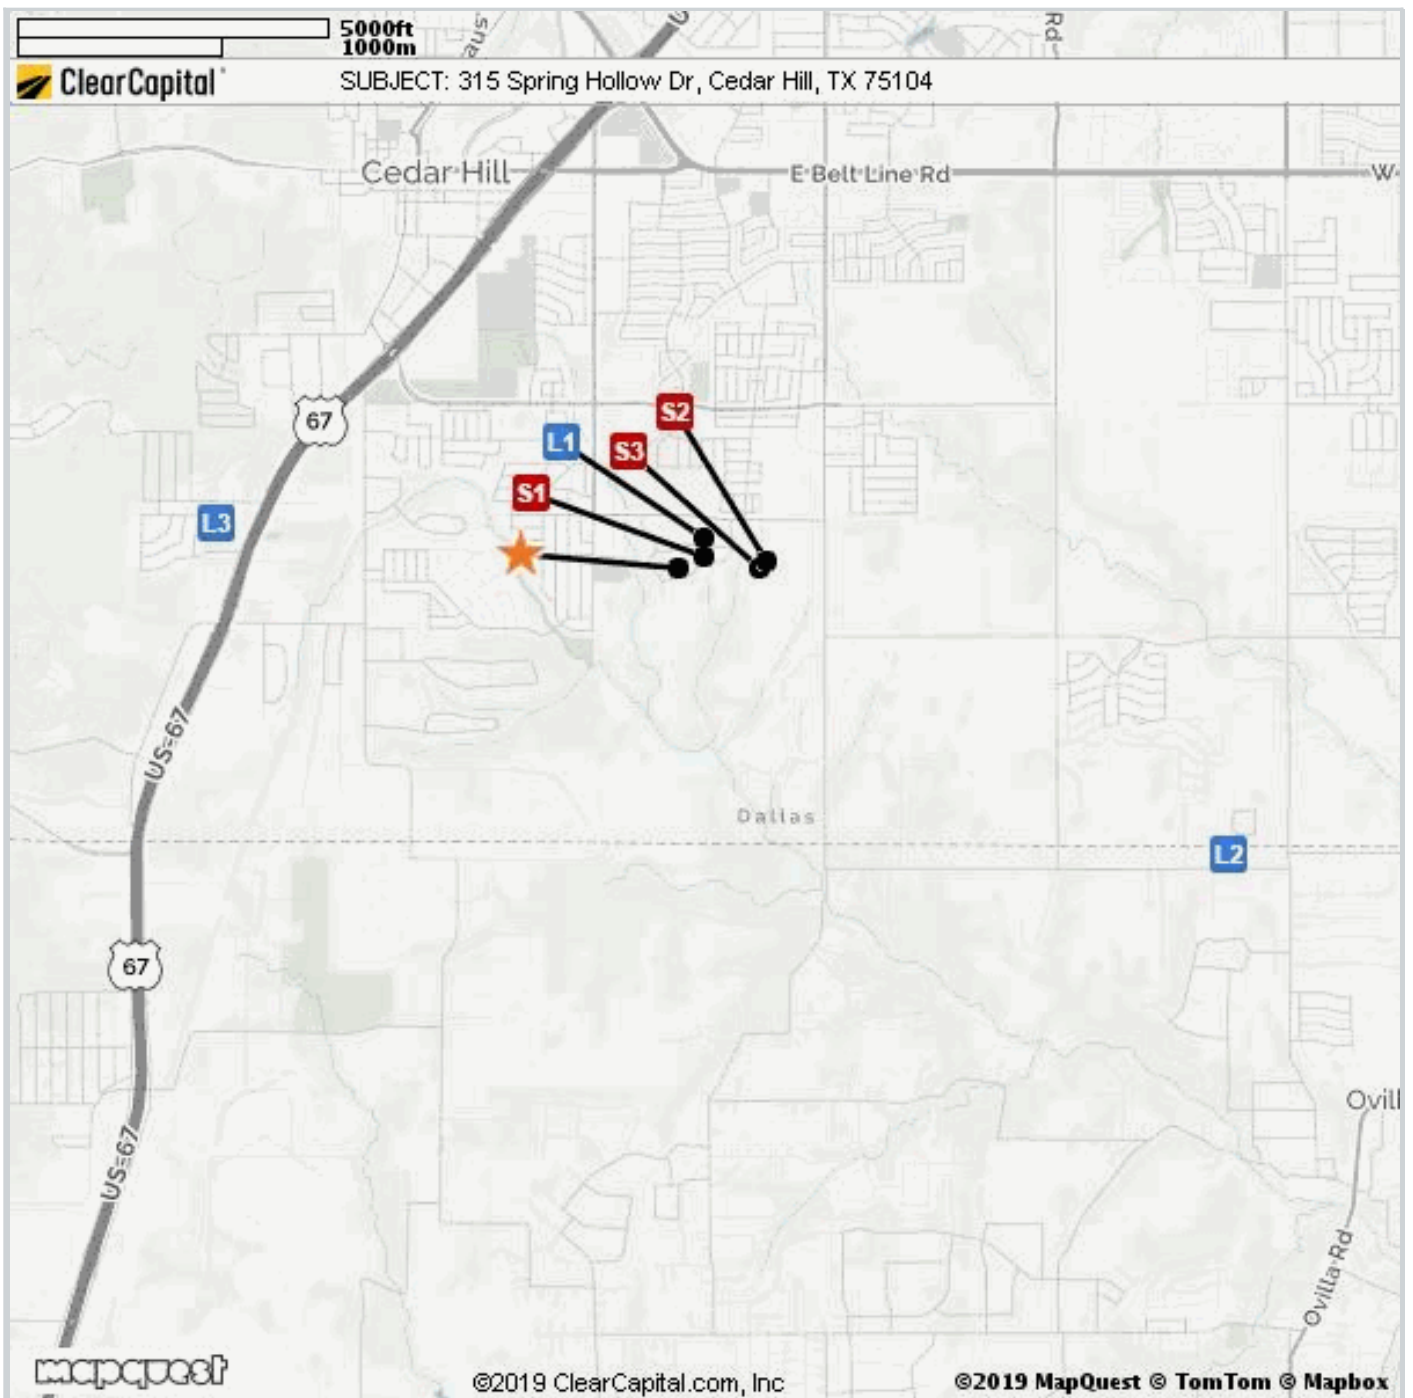 5000ft
1000m
ClearCapital
SUBJECT: 315 Spring Hollow Dr, Cedar Hill, TX 75104
Rd
Cedar Hill
E Belt Line Rd
W
67
S2
L1
S3
S1
L3
US-67
Dallas
L2
67
Ovill
US-67
Ovilla Rd
mapquest
©2019 ClearCapital.com, Inc
©2019 MapQuest © TomTom © Mapbox